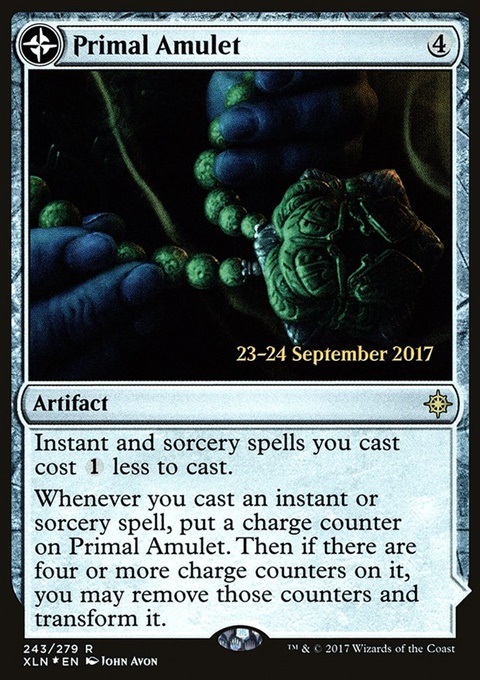 Primal Amulet 4
23–24 September 2017
Artifact
Instant and sorcery spells you cast
cost 1 less to cast.
Whenever you cast an instant or
sorcery spell, put a charge counter
on Primal Amulet. Then if there are
four or more charge counters on it,
you may remove those counters and
transform it.
243/279 R
XLN★EN John Avon
™ & © 2017 Wizards of the Coast